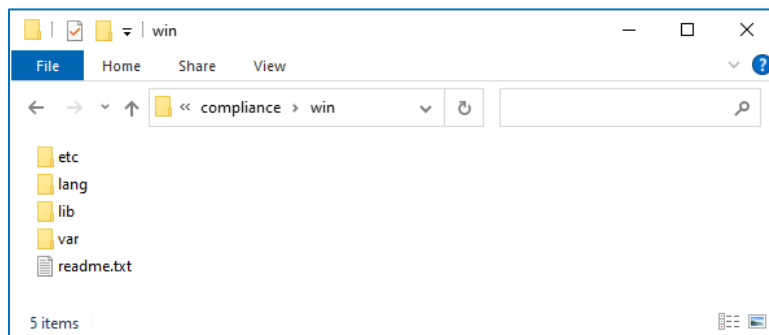 win
File Home Share View
« compliance › win
etc
lang
lib
var
readme.txt
5 items